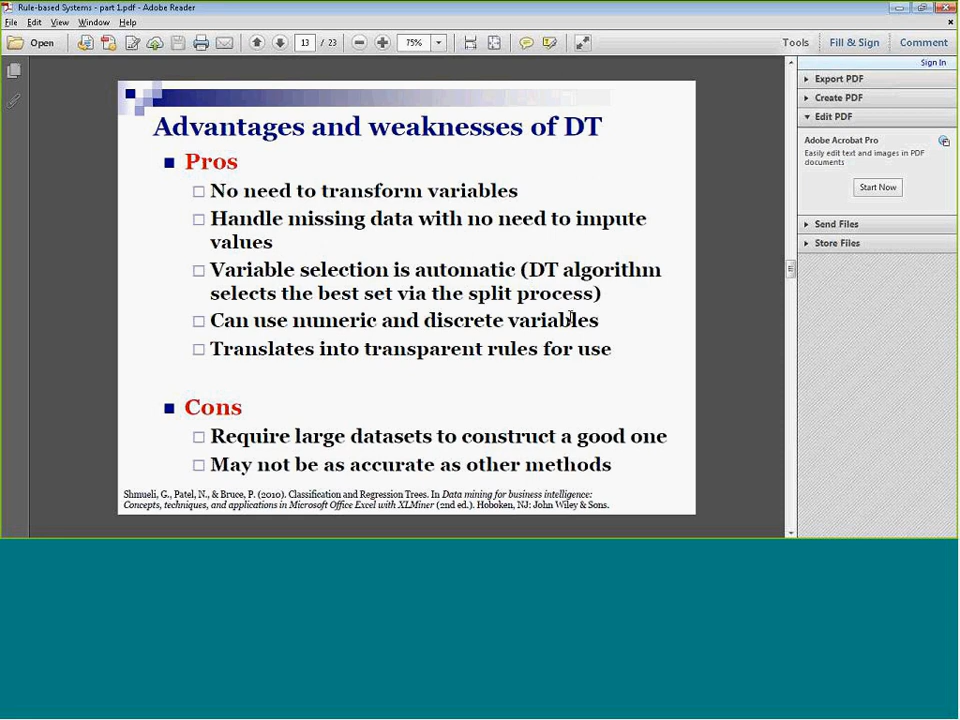 Rule-based Systems - part 1.pdf - Adobe Reader
File Edit View Window Help
Open 13 / 23 75% Tools Fill & Sign Comment
Sign In
Export PDF
Create PDF
Edit PDF
Adobe Acrobat Pro
Easily edit text and images in PDF
documents
Start Now
Send Files
Store Files
Advantages and weaknesses of DT
Pros
No need to transform variables
Handle missing data with no need to impute
values
Variable selection is automatic (DT algorithm
selects the best set via the split process)
Can use numeric and discrete variables
Translates into transparent rules for use
Cons
Require large datasets to construct a good one
May not be as accurate as other methods
Shmueli, G., Patel, N., & Bruce, P. (2010). Classification and Regression Trees. In Data mining for business intelligence:
Concepts, techniques, and applications in Microsoft Office Excel with XLMiner (2nd ed.). Hoboken, NJ: John Wiley & Sons.